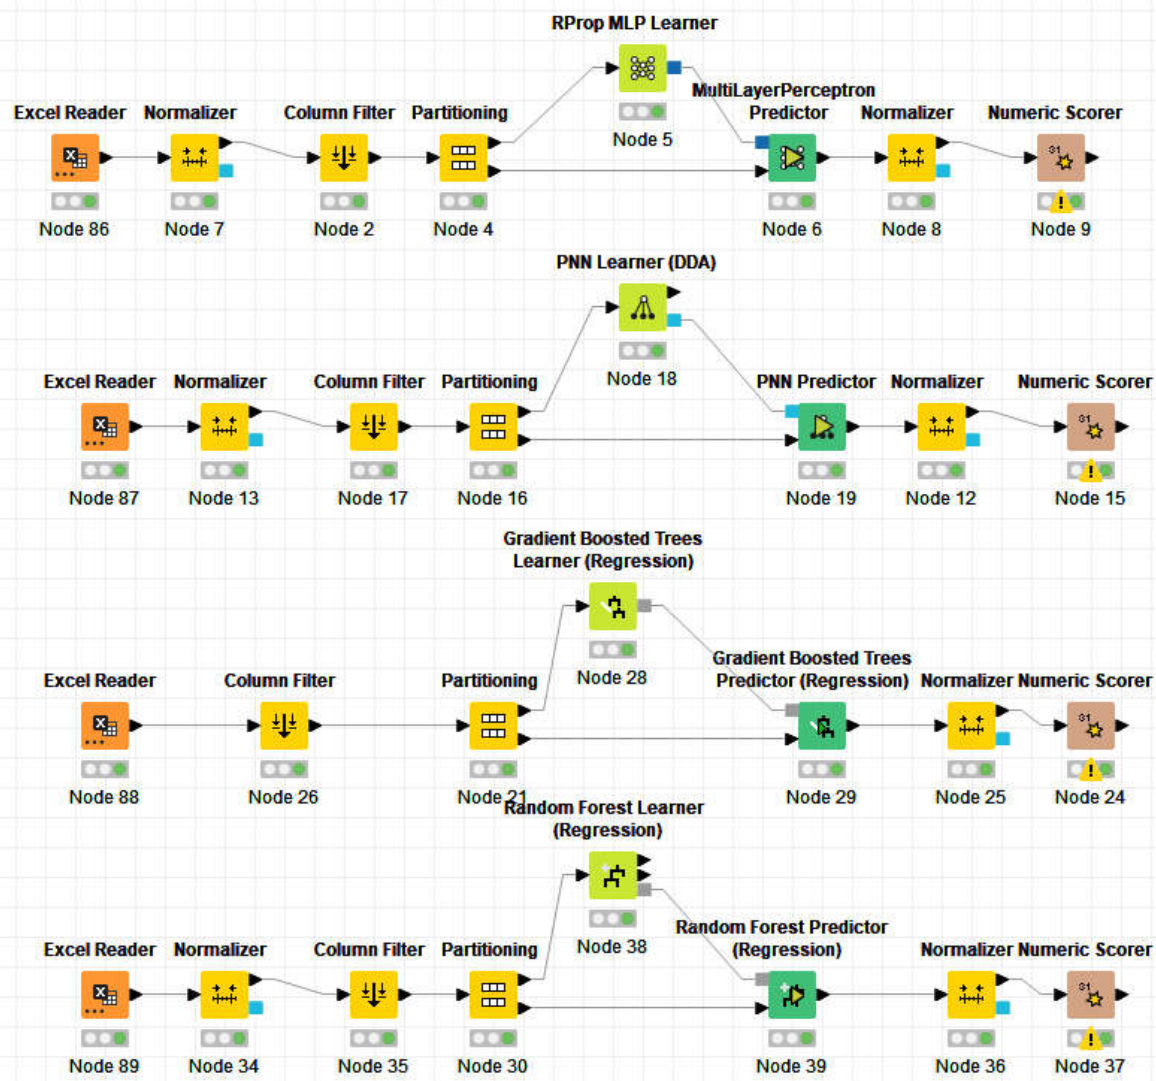 RProp MLP Learner
Node 5
MultiLayerPerceptron
Excel Reader Normalizer Column Filter Partitioning Predictor Normalizer Numeric Scorer
Node 86 Node 7 Node 2 Node 4 Node 6 Node 8 Node 9
PNN Learner (DDA)
Node 18
Excel Reader Normalizer Column Filter Partitioning PNN Predictor Normalizer Numeric Scorer
Node 87 Node 13 Node 17 Node 16 Node 19 Node 12 Node 15
Gradient Boosted Trees
Learner (Regression)
Node 28
Gradient Boosted Trees
Excel Reader Column Filter Partitioning Predictor (Regression) Normalizer Numeric Scorer
Node 88 Node 26 Node 21 Node 29 Node 25 Node 24
Random Forest Learner
(Regression)
Node 38
Random Forest Predictor
Excel Reader Normalizer Column Filter Partitioning (Regression) Normalizer Numeric Scorer
Node 89 Node 34 Node 35 Node 30 Node 39 Node 36 Node 37